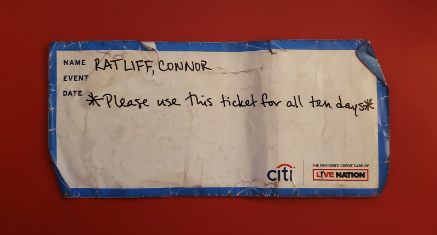 NAME RATLIFF, CONNOR
EVENT
DATE
*Please use this ticket for all ten days*
citi
THE PREFERRED CREDIT CARD OF
LIVE NATION